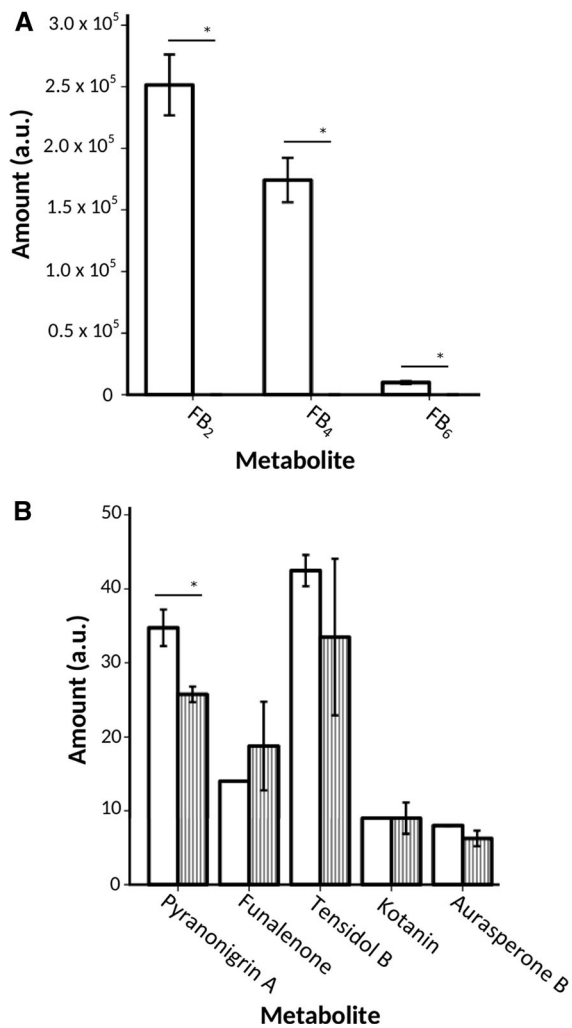 A
Amount (a.u.)
3.0 x 10⁵
2.5 x 10⁵
2.0 x 10⁵
1.5 x 10⁵
1.0 x 10⁵
0.5 x 10⁵
0
*
*
*
FB₂
FB₄
FB₆
Metabolite
B
Amount (a.u.)
50
40
30
20
10
0
*
Pyranonigrin A
Funalenone
Tensidol B
Kotanin
Aurasperone B
Metabolite